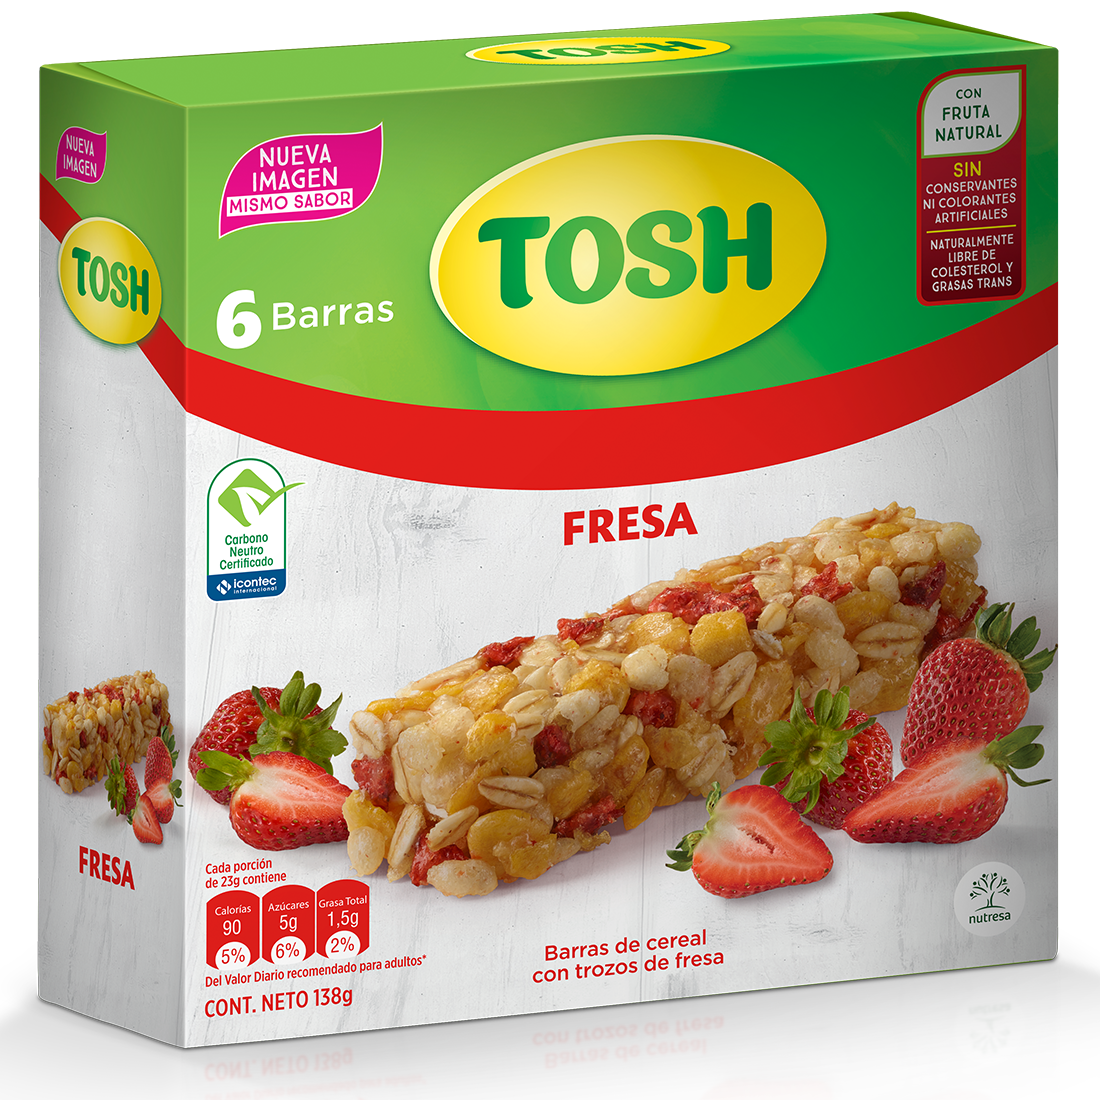 TOSH
NUEVA
IMAGEN
TOSH
FRESA
NUEVA
IMAGEN
MISMO SABOR
6 Barras
TOSH
CON
FRUTA
NATURAL
SIN
CONSERVANTES
NI COLORANTES
ARTIFICIALES
NATURALMENTE
LIBRE DE
COLESTEROL Y
GRASAS TRANS
Carbono
Neutro
Certificado
icontec
internacional
FRESA
Cada porción
de 23g contiene
Calorías
90
5%
Azúcares
5g
6%
Grasa Total
1,5g
2%
Del Valor Diario recomendado para adultos*
CONT. NETO 138g
Barras de cereal
con trozos de fresa
nutresa